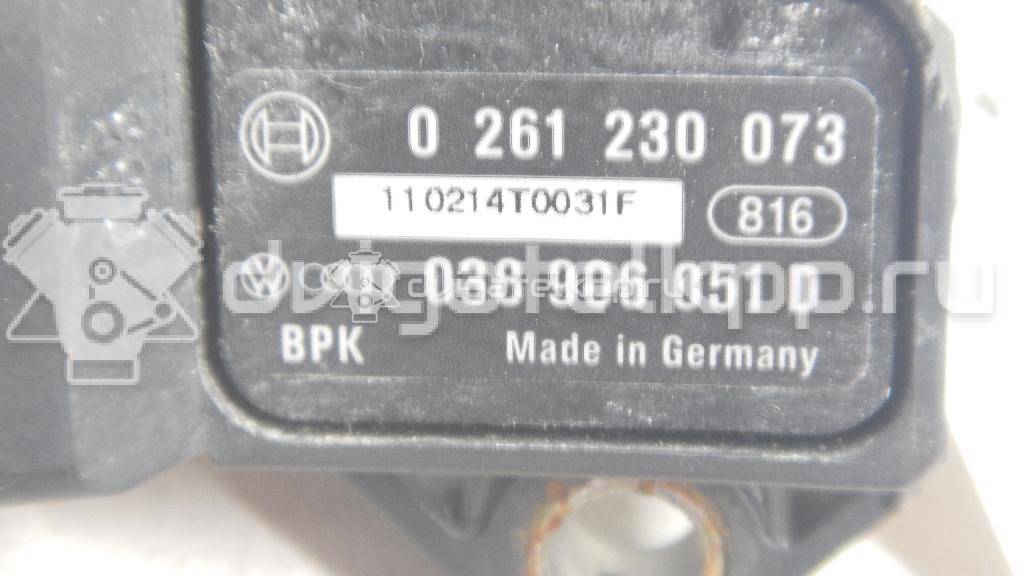 0 261 230 073
110214T0031F
816
038 906 051 D
BPK
Made in Germany